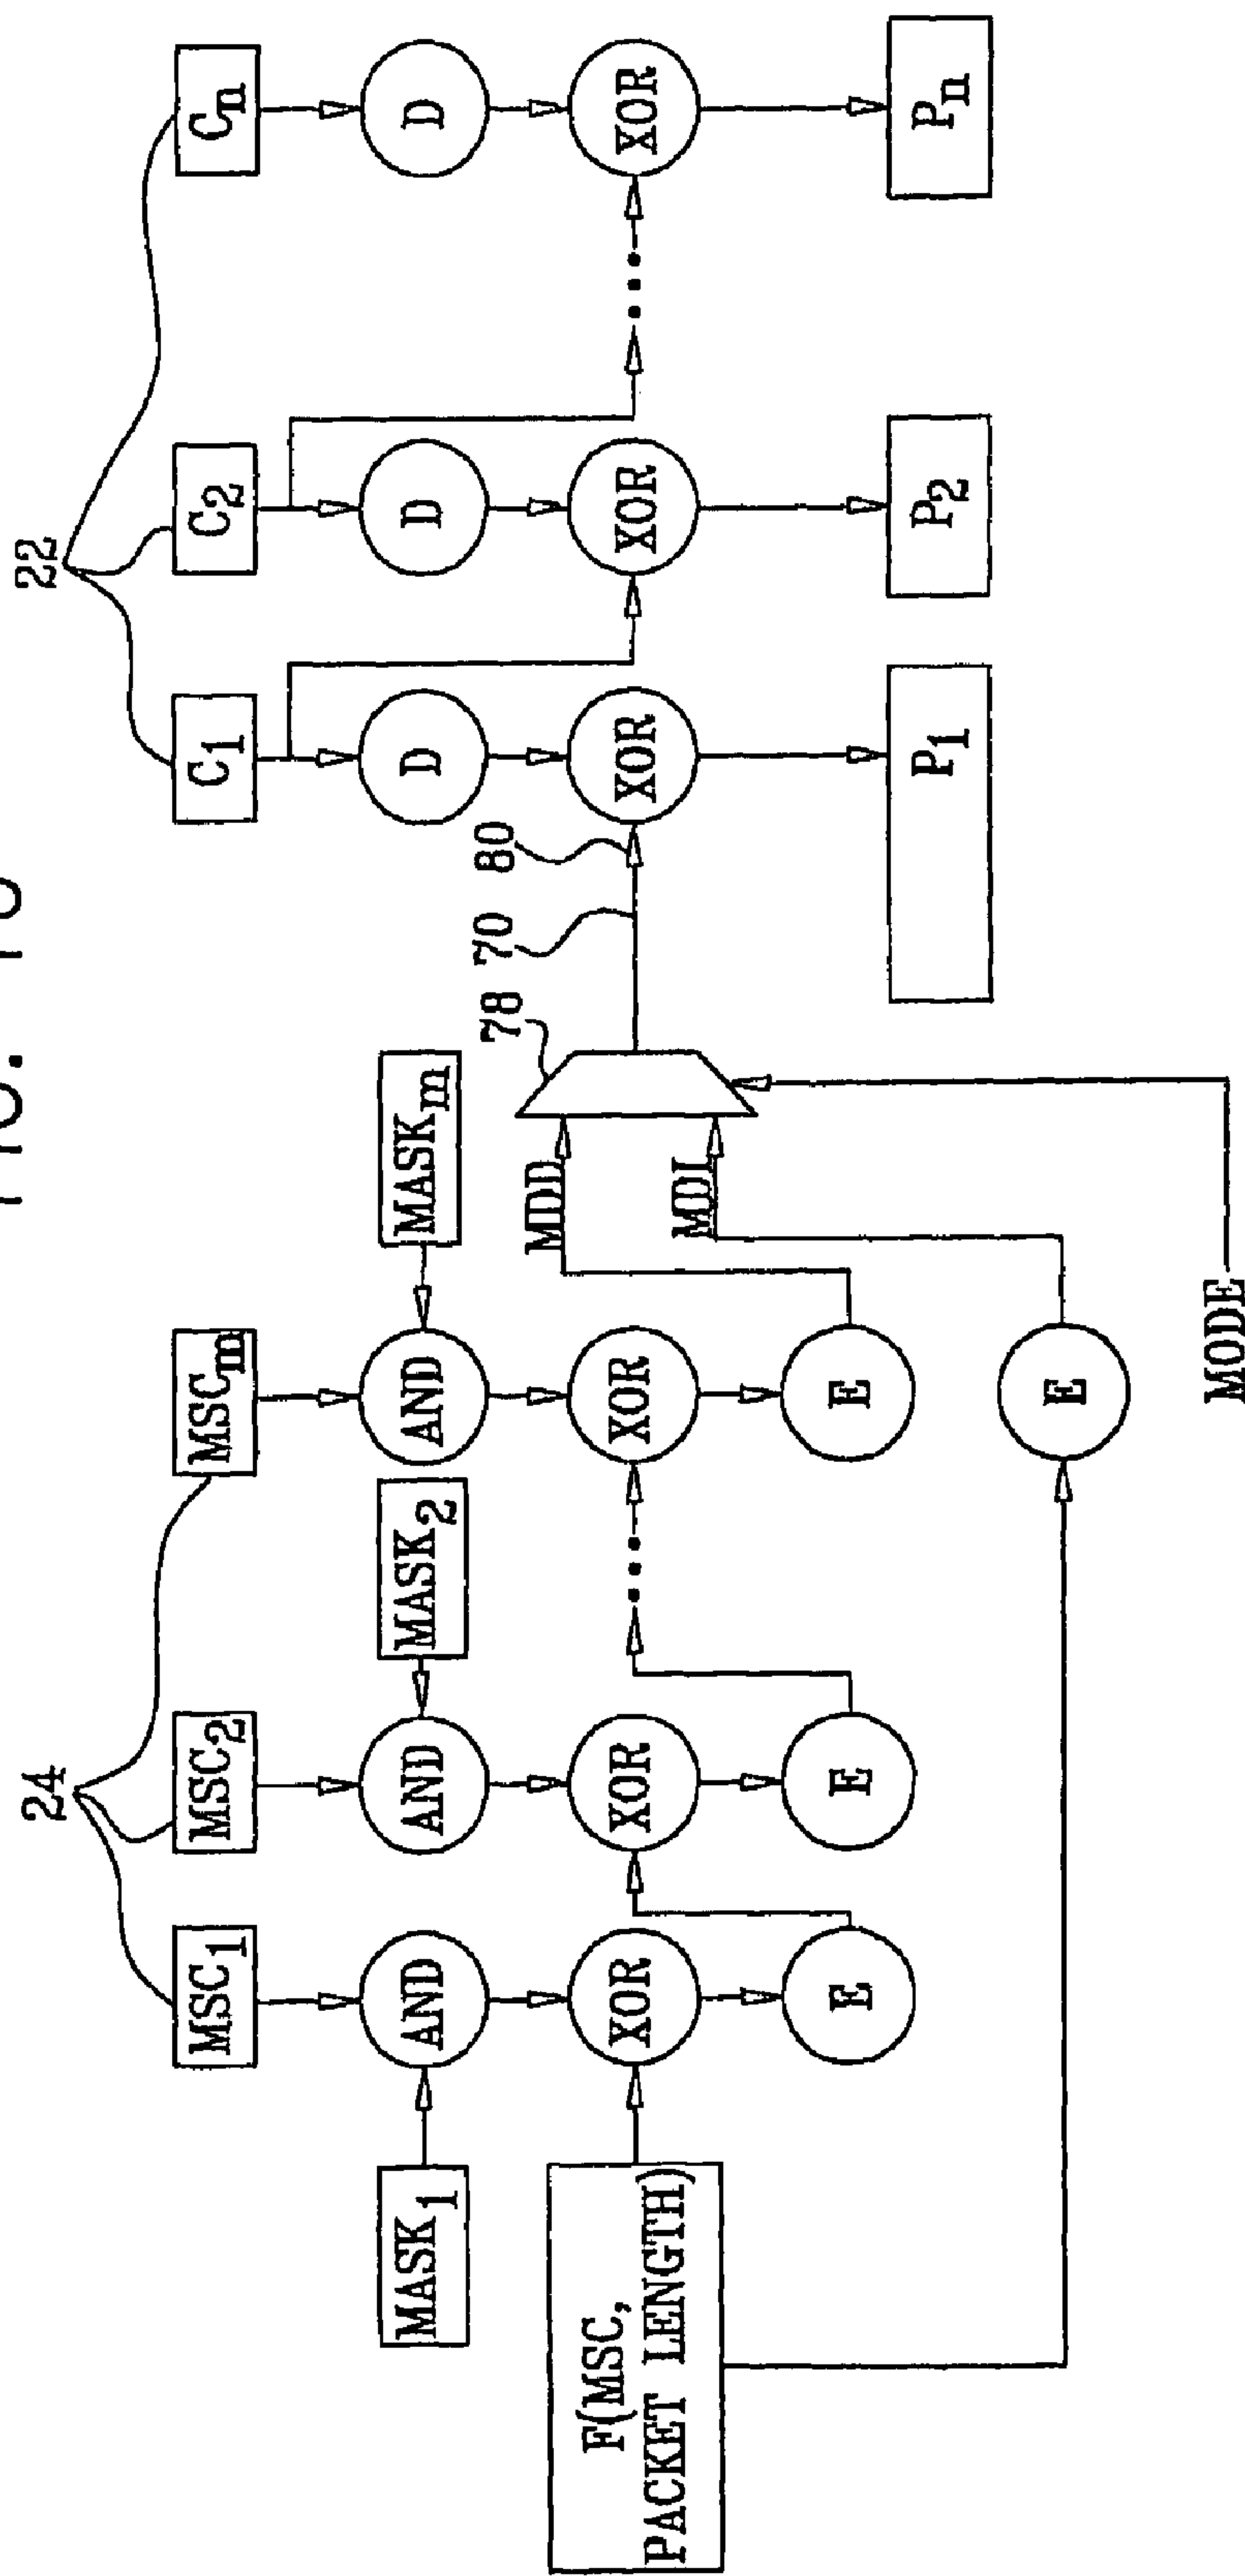 24
22
MSC1
MSC2
MSCm
C1
C2
Cn
MASK1
AND
AND
MASK2
AND
MASKm
D
D
D
F(MSC,
PACKET LENGTH)
XOR
XOR
XOR
MDD
MDI
78
70
80
XOR
XOR
XOR
E
E
E
E
P1
P2
Pn
MODE